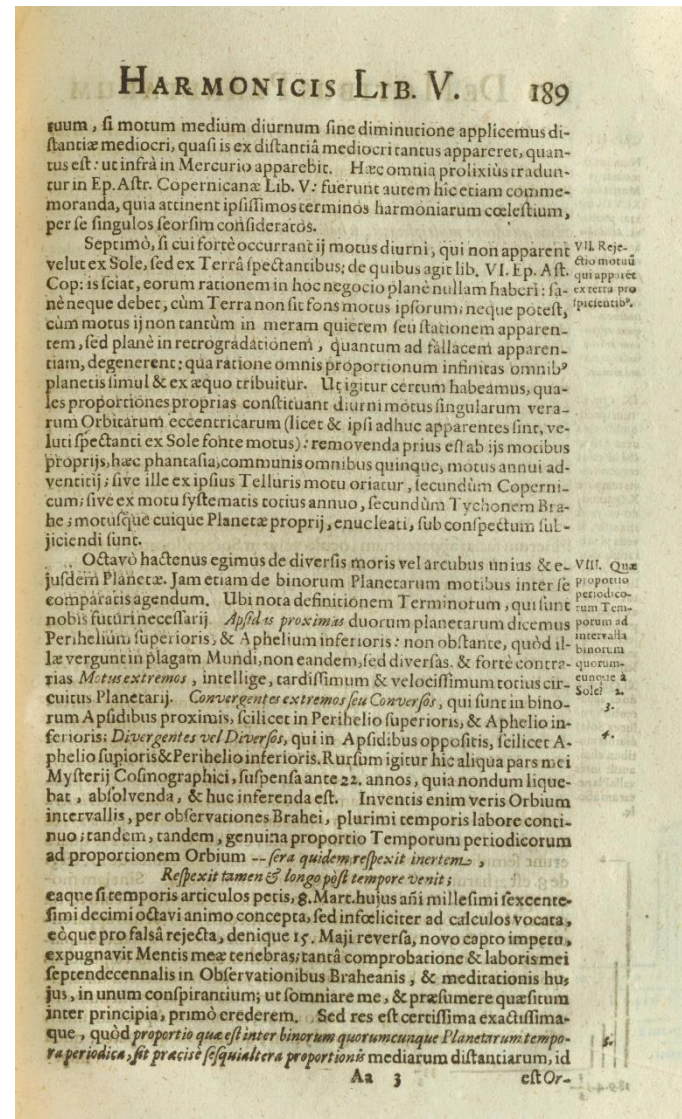 HARMONICIS LIB. V. 189
tuum, ſi motum medium diurnum ſine diminutione applicemus di-
ſtantiæ mediocri, quaſi is ex diſtantiâ mediocri tantus appareret, quan-
tus eſt: ut infrà in Mercurio apparebit. Hæc omnia prolixiùs tradun-
tur in Ep. Aſtr. Copernicanæ Lib. V: fuerunt autem hîc etiam comme-
moranda, quia attinent ipſiſſimos terminos harmoniarum cœleſtium,
per ſe ſingulos ſeorſim conſideratos.
Septimò, ſi cui fortè occurrant ij motus diurni, qui non apparent
velut ex Sole, ſed ex Terrâ ſpectantibus; de quibus agit lib. VI. Ep. Aſt.
Cop: is ſciat, eorum rationem in hoc negocio planè nullam haberi: ſa-
nè neque debet, cùm Terra non ſit fons motus ipſorum; neque poteſt,
cùm motus ij non tantùm in meram quietem ſeu ſtationem apparen-
tem, ſed planè in retrogradàtionem, quantum ad fallacem apparen-
tiam, degenerent: qua ratione omnis proportionum infinitas omnibꝰ
planetis ſimul & ex æquo tribuitur. Ut igitur certum habeamus, qua-
les proportiones proprias conſtituant diurni motus ſingularum vera-
rum Orbitarum eccentricarum (licet & ipſi adhuc apparentes ſint, ve-
luti ſpectanti ex Sole fonte motus): removenda prius eſt ab ijs motibus
proprijs, hæc phantaſia, communis omnibus quinque, motus annui ad-
ventitij; ſive ille ex ipſius Telluris motu oriatur, ſecundùm Coperni-
cum; ſive ex motu ſyſtematis totius annuo, ſecundùm Tychonem Bra-
he; motuſque cuique Planetæ proprij, enucleati, ſub conſpectum ſub-
jiciendi ſunt.
VII. Reje-
ctio motuũ
qui apparẽt
ex terra pro
ſpicientibꝰ.
Octavò hactenus egimus de diverſis moris vel arcubus unius & e-
juſdem Planetæ. Jam etiam de binorum Planetarum motibus inter ſe
comparatis agendum. Ubi nota definitionem Terminorum, qui ſunt
nobis futuri neceſſarij. Apſides proximas duorum planetarum dicemus
Perihelium ſuperioris, & Aphelium inferioris: non obſtante, quòd il-
læ vergunt in plagam Mundi, non eandem, ſed diverſas, & fortè contra-
rias Motus extremos, intellige, tardiſſimum & velociſſimum totius cir-
cuitus Planetarij. Convergentes extremos ſeu Converſos, qui ſunt in bino-
rum Apſidibus proximis, ſcilicet in Perihelio ſuperioris, & Aphelio in-
ferioris; Divergentes vel Diverſos, qui in Apſidibus oppoſitis, ſcilicet A-
phelio ſupioris & Perihelio inferioris. Rurſum igitur hîc aliqua pars mei
Myſterij Coſmographici, ſuſpenſa ante 22. annos, quia nondum lique-
bat, abſolvenda, & huc inferenda eſt. Inventis enim veris Orbium
intervallis, per obſervationes Brahei, plurimi temporis labore conti-
nuo; tandem, tandem, genuina proportio Temporum periodicorum
ad proportionem Orbium -- ſera quidem reſpexit inertem,
Reſpexit tamen & longo pòſt tempore venit;
eaque ſi temporis articulos petis, 8. Mart. hujus añi milleſimi ſexcente-
ſimi decimi octavi animo concepta, ſed infœliciter ad calculos vocata,
eòque pro falsâ rejecta, denique 15. Maji reverſa, novo capto impetu,
expugnavit Mentis meæ tenebras; tantâ comprobatione & laboris mei
ſeptendecennalis in Obſervationibus Braheanis, & meditationis hu-
jus, in unum conſpirantium; ut ſomniare me, & præſumere quæſitum
inter principia, primò crederem. Sed res eſt certiſſima exactiſſima-
que, quòd proportio quæ eſt inter binorum quorumcunque Planetarum tempo-
ra periodica, ſit præcisè ſeſquialtera proportionis mediarum diſtantiarum, id
VIII. Quæ
proportio
periodico-
rum Tem-
porum ad
intervalla
binorum
quorum-
cunque à
Sole? 2.
3.
4.
5.
Aa 3 eſt Or-